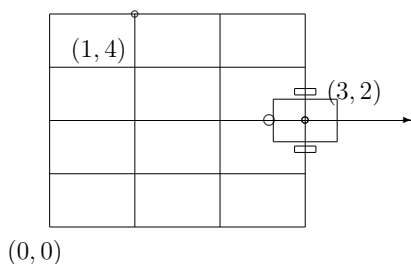 (1, 4)
(3, 2)
(0, 0)